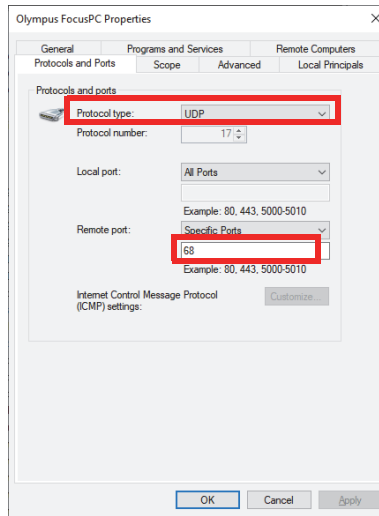 Olympus FocusPC Properties
General Programs and Services Remote Computers
Protocols and Ports Scope Advanced Local Principals
Protocols and ports
Protocol type: UDP
Protocol number: 17
Local port: All Ports
Example: 80, 443, 5000-5010
Remote port: Specific Ports
68
Example: 80, 443, 5000-5010
Internet Control Message Protocol
(ICMP) settings: Customize...
OK Cancel Apply